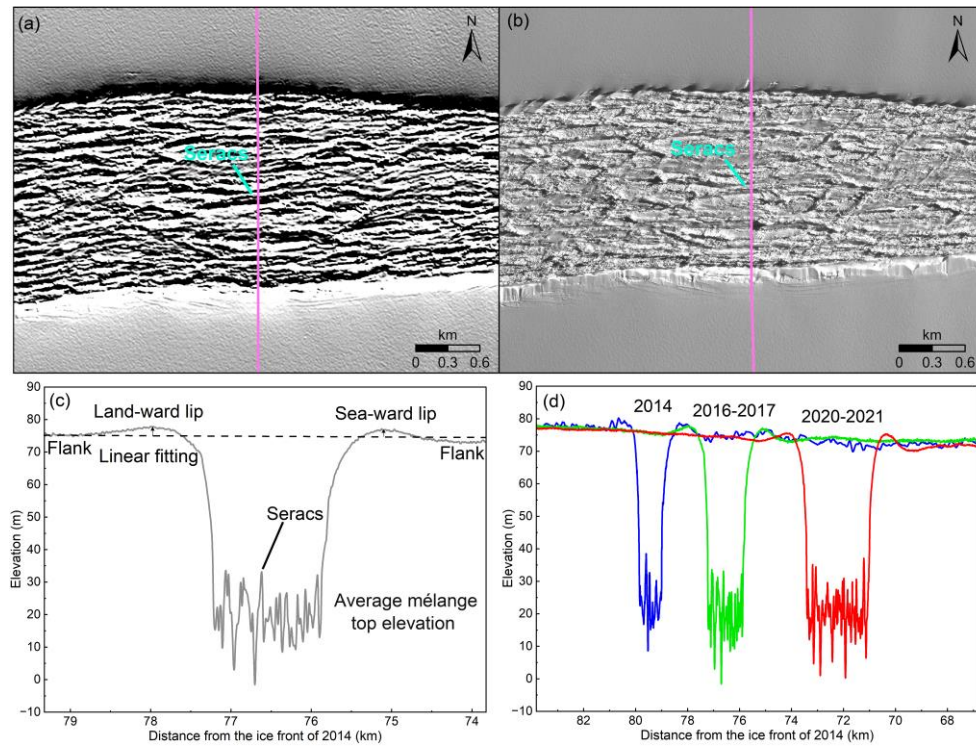 (a)
N
Seracs
km
0 0.3 0.6
(b)
N
Seracs
km
0 0.3 0.6
(c)
90
80
70
60
50
40
30
20
10
0
−10
Elevation (m)
Land-ward lip
Sea-ward lip
Flank
Linear fitting
Flank
Seracs
Average mélange
top elevation
79 78 77 76 75 74
Distance from the ice front of 2014 (km)
(d)
90
80
70
60
50
40
30
20
10
0
−10
Elevation (m)
2014
2016-2017
2020-2021
82 80 78 76 74 72 70 68
Distance from the ice front of 2014 (km)